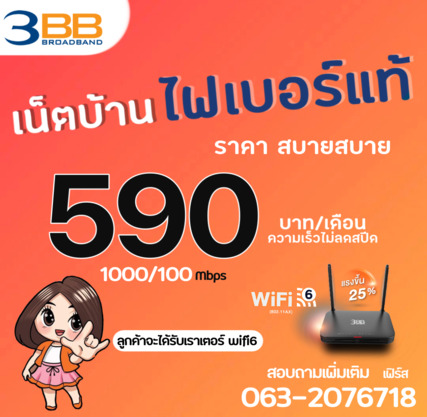 3BB
BROADBAND
เน็ตบ้าน ไฟเบอร์แท้
ราคา สบายสบาย
590
บาท/เดือน
ความเร็วไม่ลดสปีด
1000/100 mbps
WiFi 6
แรงขึ้น
25%
3BB
ลูกค้าจะได้รับเราเตอร์ wifi6
สอบถามเพิ่มเติม เฟิร์ส
063-2076718